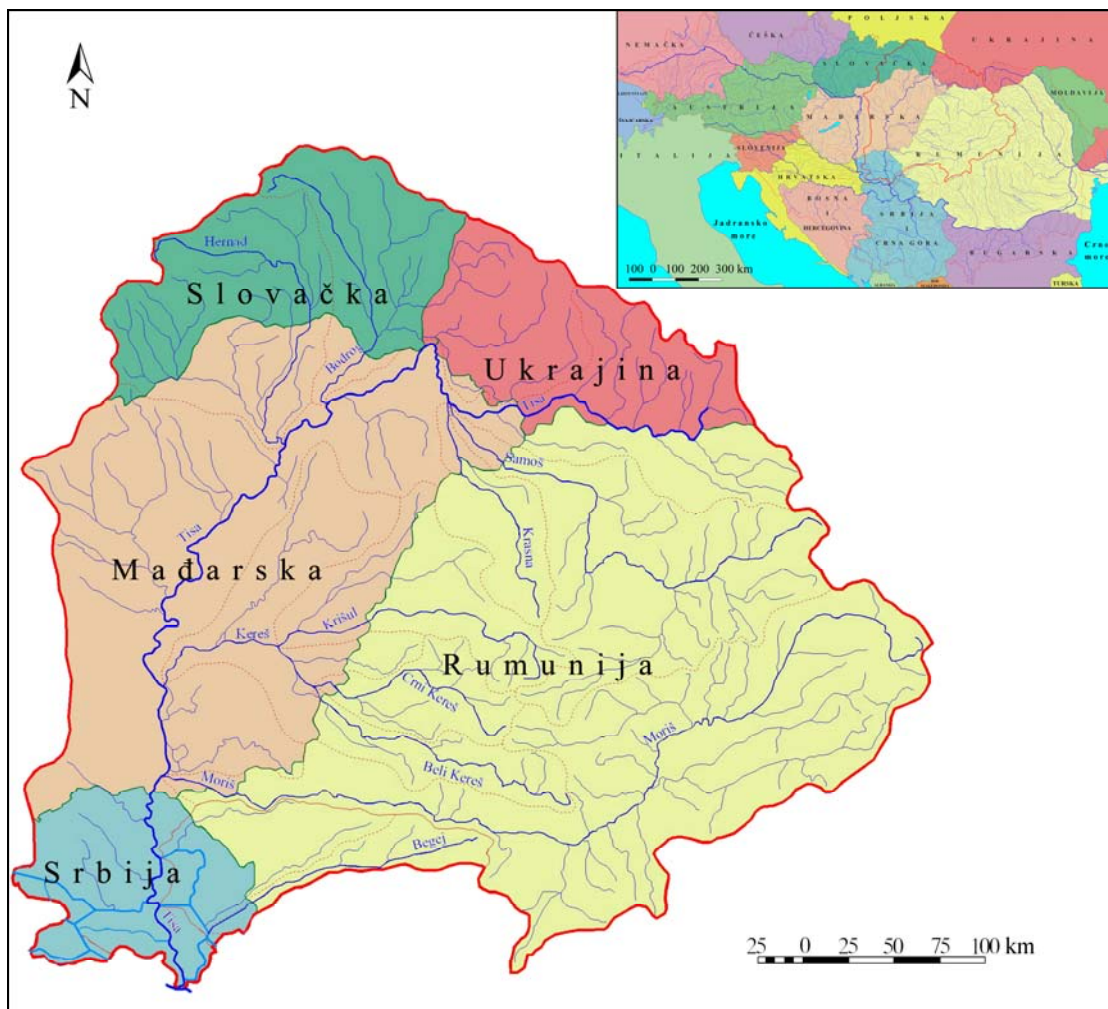 N
POLJSKA
UKRAJINA
NEMAČKA
ČEŠKA
SLOVAČKA
MOLDAVIJA
AUSTRIJA
MAĐARSKA
SLOVENIJA
ITALIJA
HRVATSKA
RUMUNIJA
BOSNA
I
HERCEGOVINA
SRBIJA
I
CRNA GORA
Jadransko
more
BUGARSKA
Crno
more
TURSKA
100 0 100 200 300 km
Hernad
Slovačka
Bodrog
Ukrajina
Tisa
Samoš
Krasna
Tisa
Mađarska
Kereš
Krišul
Rumunija
Crni Kereš
Moriš
Beli Kereš
Moriš
Begej
Srbija
Tisa
25 0 25 50 75 100 km